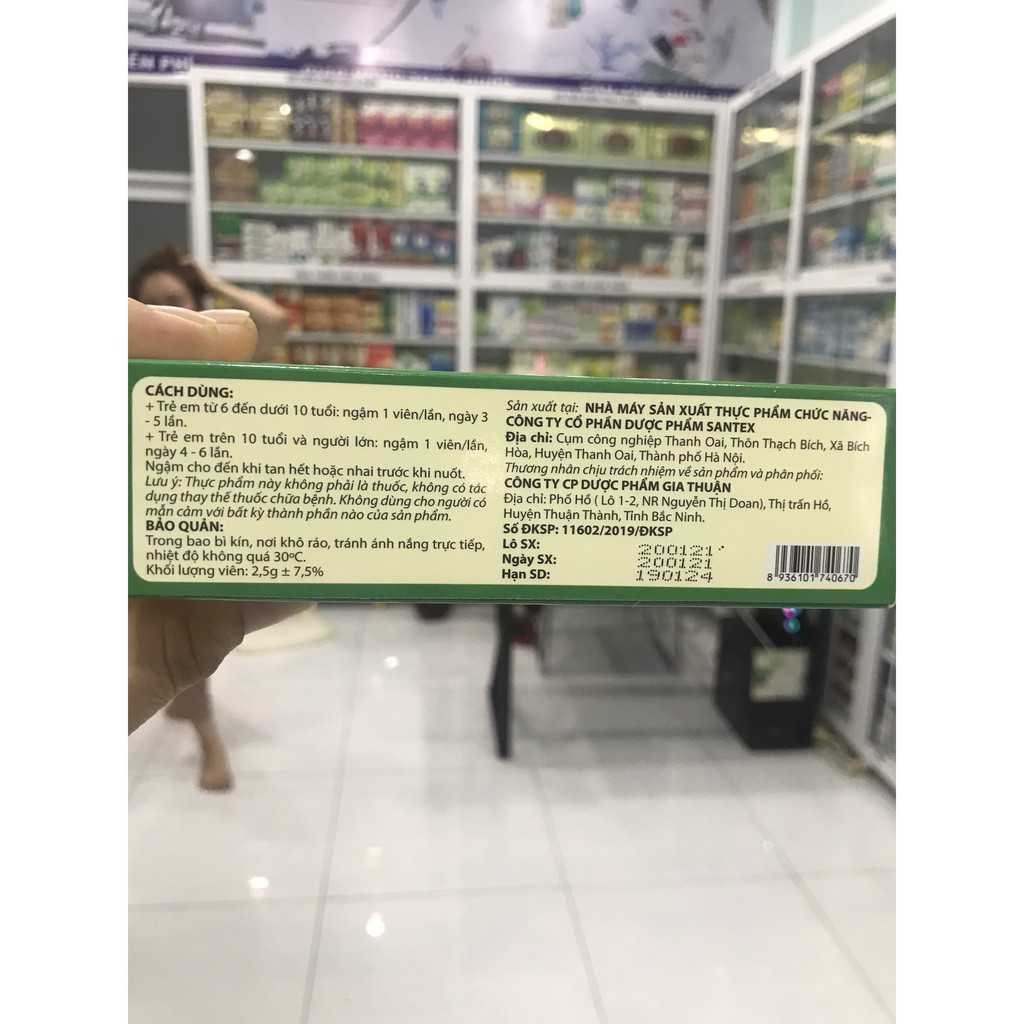 CÁCH DÙNG:
+ Trẻ em từ 6 đến dưới 10 tuổi: ngậm 1 viên/lần, ngày 3
- 5 lần.
+ Trẻ em trên 10 tuổi và người lớn: ngậm 1 viên/lần,
ngày 4 - 6 lần.
Ngậm cho đến khi tan hết hoặc nhai trước khi nuốt.
Lưu ý: Thực phẩm này không phải là thuốc, không có tác
dụng thay thế thuốc chữa bệnh. Không dùng cho người có
mẫn cảm với bất kỳ thành phần nào của sản phẩm.
BẢO QUẢN:
Trong bao bì kín, nơi khô ráo, tránh ánh nắng trực tiếp,
nhiệt độ không quá 30ºC.
Khối lượng viên: 2,5g ± 7,5%
Sản xuất tại: NHÀ MÁY SẢN XUẤT THỰC PHẨM CHỨC NĂNG-
CÔNG TY CỔ PHẦN DƯỢC PHẨM SANTEX
Địa chỉ: Cụm công nghiệp Thanh Oai, Thôn Thạch Bích, Xã Bích
Hòa, Huyện Thanh Oai, Thành phố Hà Nội.
Thương nhân chịu trách nhiệm về sản phẩm và phân phối:
CÔNG TY CP DƯỢC PHẨM GIA THUẬN
Địa chỉ: Phố Hồ ( Lô 1-2, NR Nguyễn Thị Doan), Thị trấn Hồ,
Huyện Thuận Thành, Tỉnh Bắc Ninh.
Số ĐKSP: 11602/2019/ĐKSP
Lô SX: 200121
Ngày SX: 200121
Hạn SD: 190124
8 936101 740670